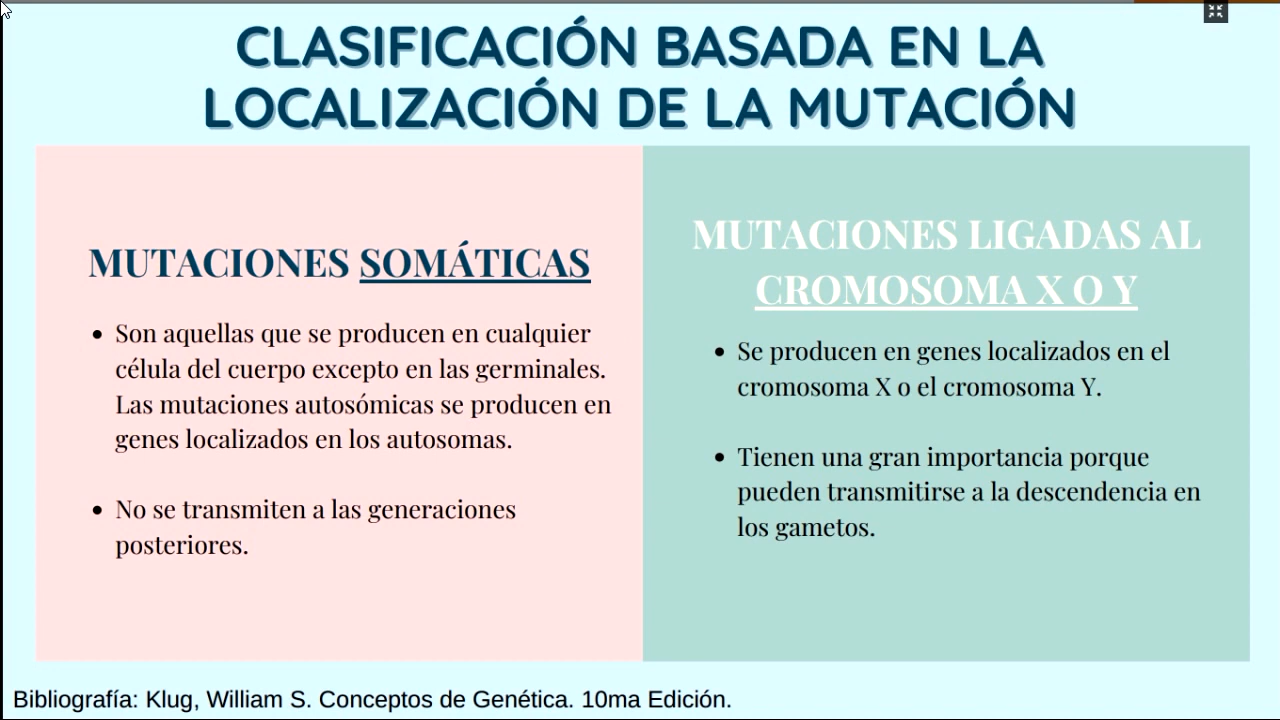 CLASIFICACIÓN BASADA EN LA
LOCALIZACIÓN DE LA MUTACIÓN
MUTACIONES SOMÁTICAS
• Son aquellas que se producen en cualquier
célula del cuerpo excepto en las germinales.
Las mutaciones autosómicas se producen en
genes localizados en los autosomas.
• No se transmiten a las generaciones
posteriores.
MUTACIONES LIGADAS AL
CROMOSOMA X O Y
• Se producen en genes localizados en el
cromosoma X o el cromosoma Y.
• Tienen una gran importancia porque
pueden transmitirse a la descendencia en
los gametos.
Bibliografía: Klug, William S. Conceptos de Genética. 10ma Edición.